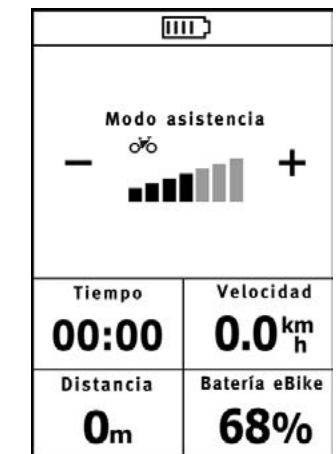 Modo asistencia
− +
Tiempo Velocidad
00:00 0.0 km/h
Distancia Batería eBike
0m 68%